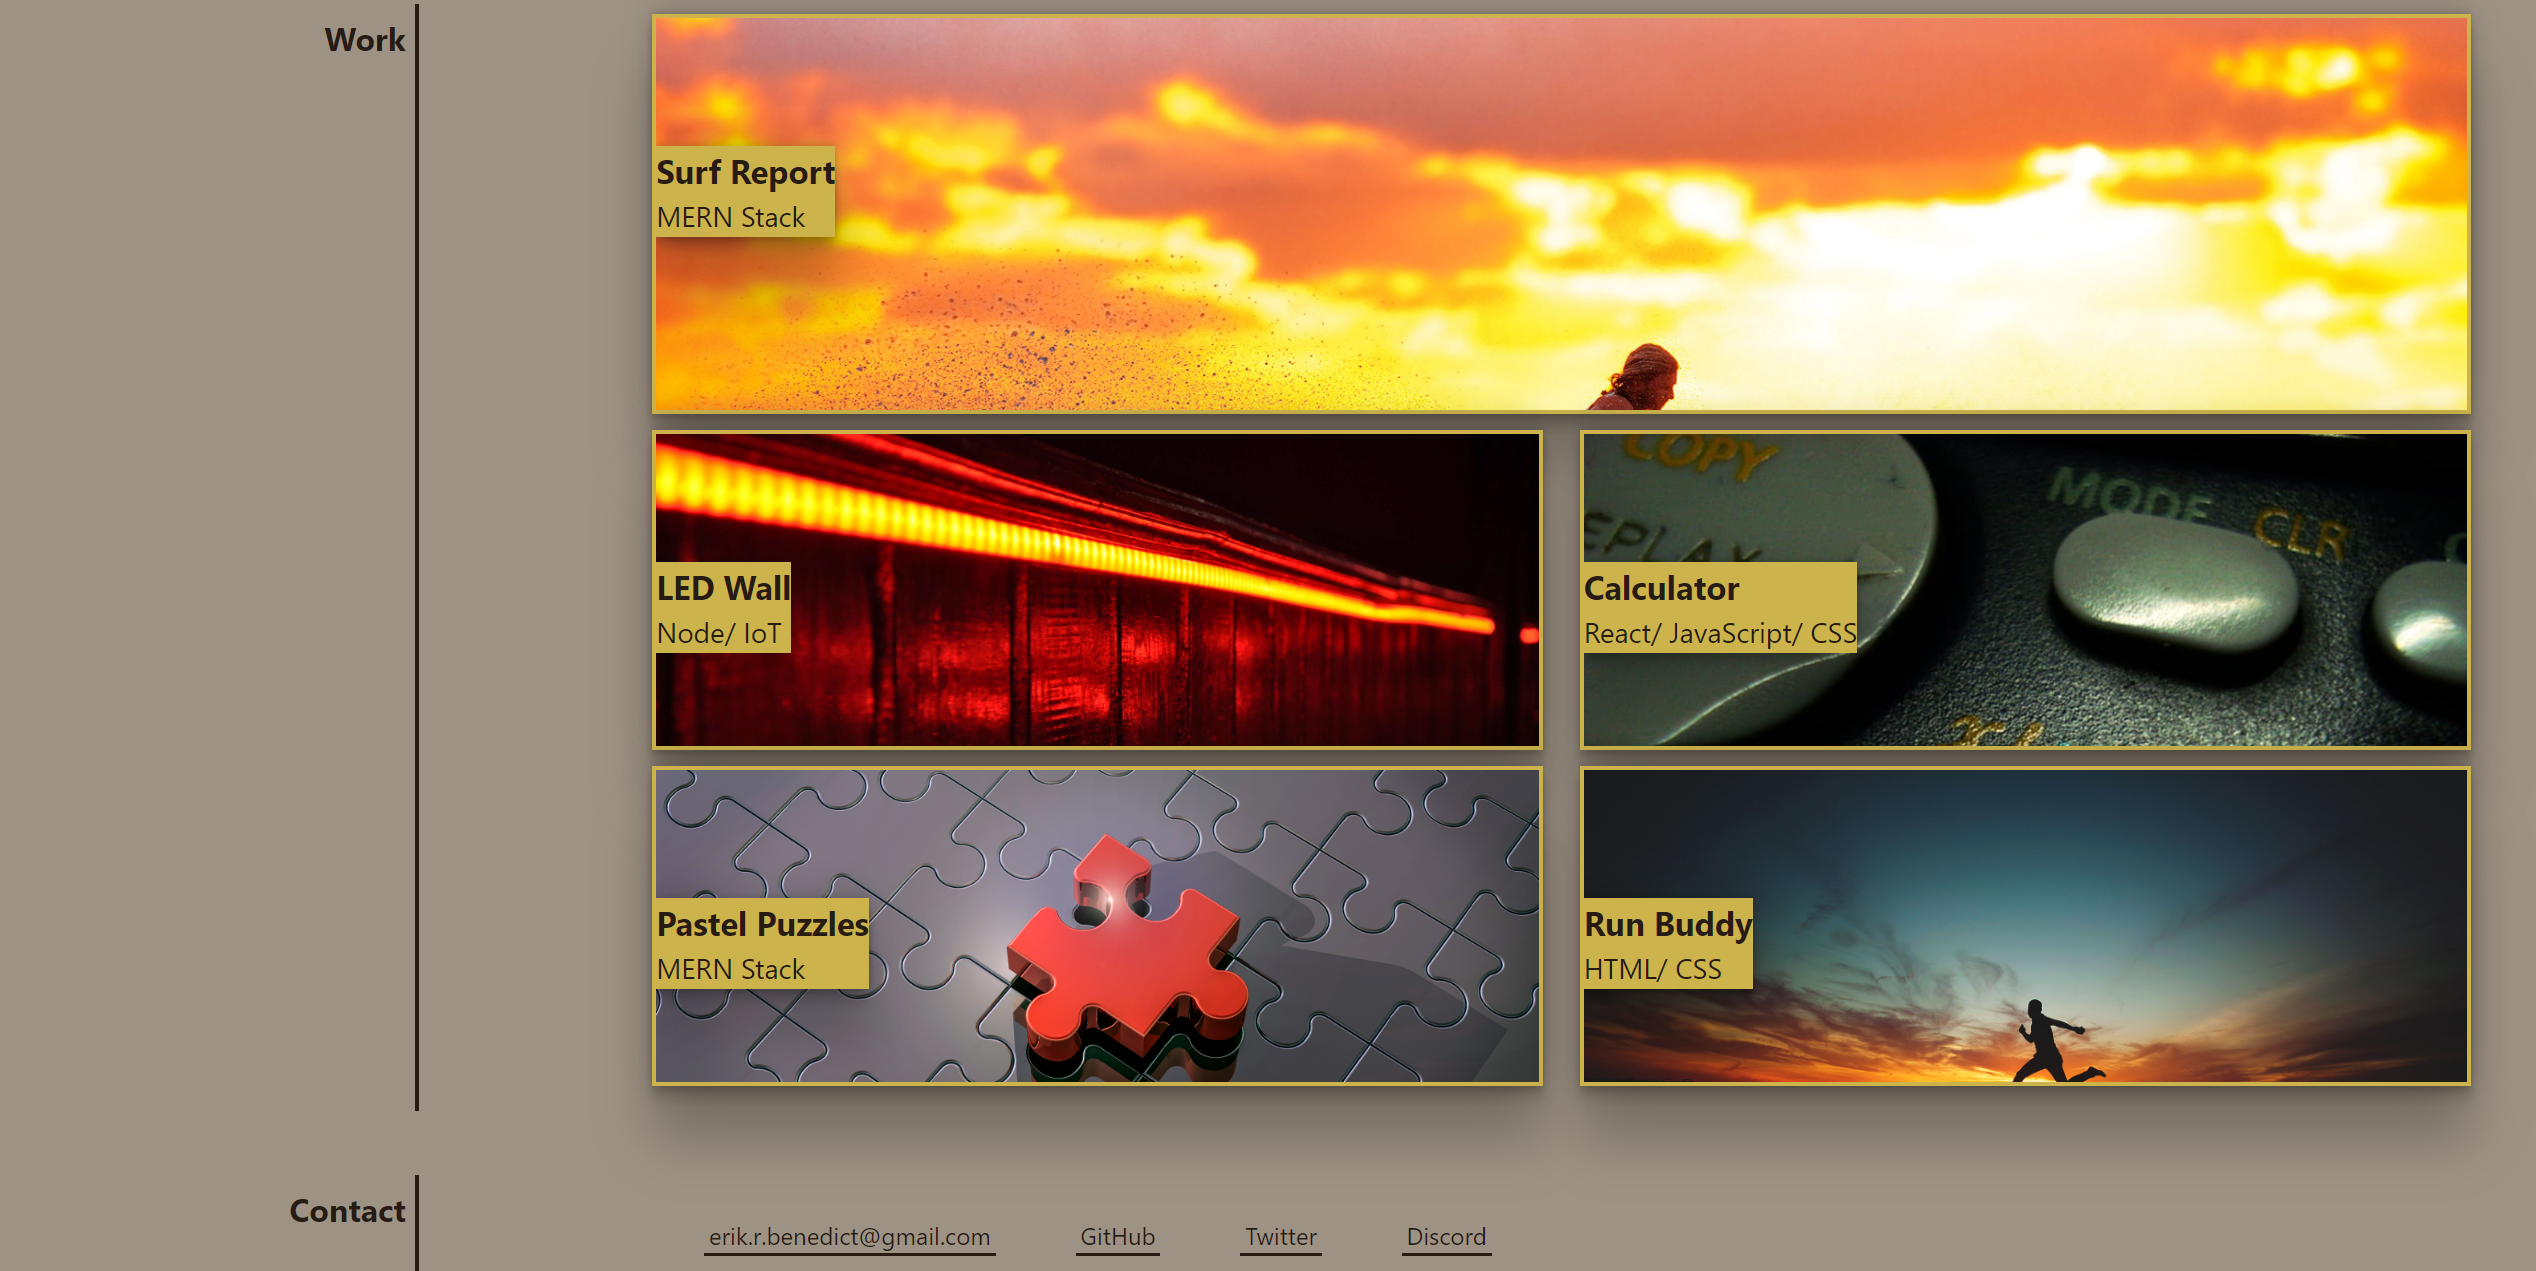 Work
Surf Report
MERN Stack
LED Wall
Node/ IoT
COPY
MODE
CLR
Calculator
React/ JavaScript/ CSS
Pastel Puzzles
MERN Stack
Run Buddy
HTML/ CSS
Contact
erik.r.benedict@gmail.com GitHub Twitter Discord